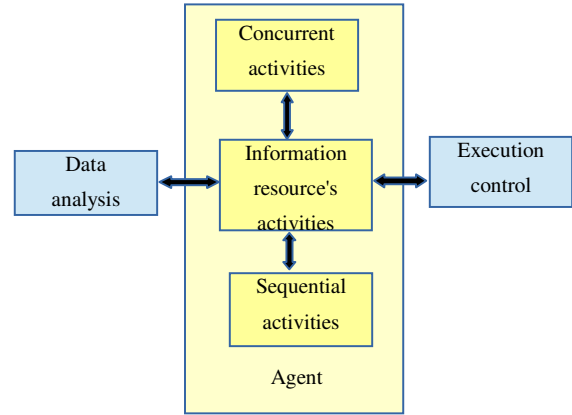 Concurrent
activities
Data
analysis
Information
resource's
activities
Execution
control
Sequential
activities
Agent